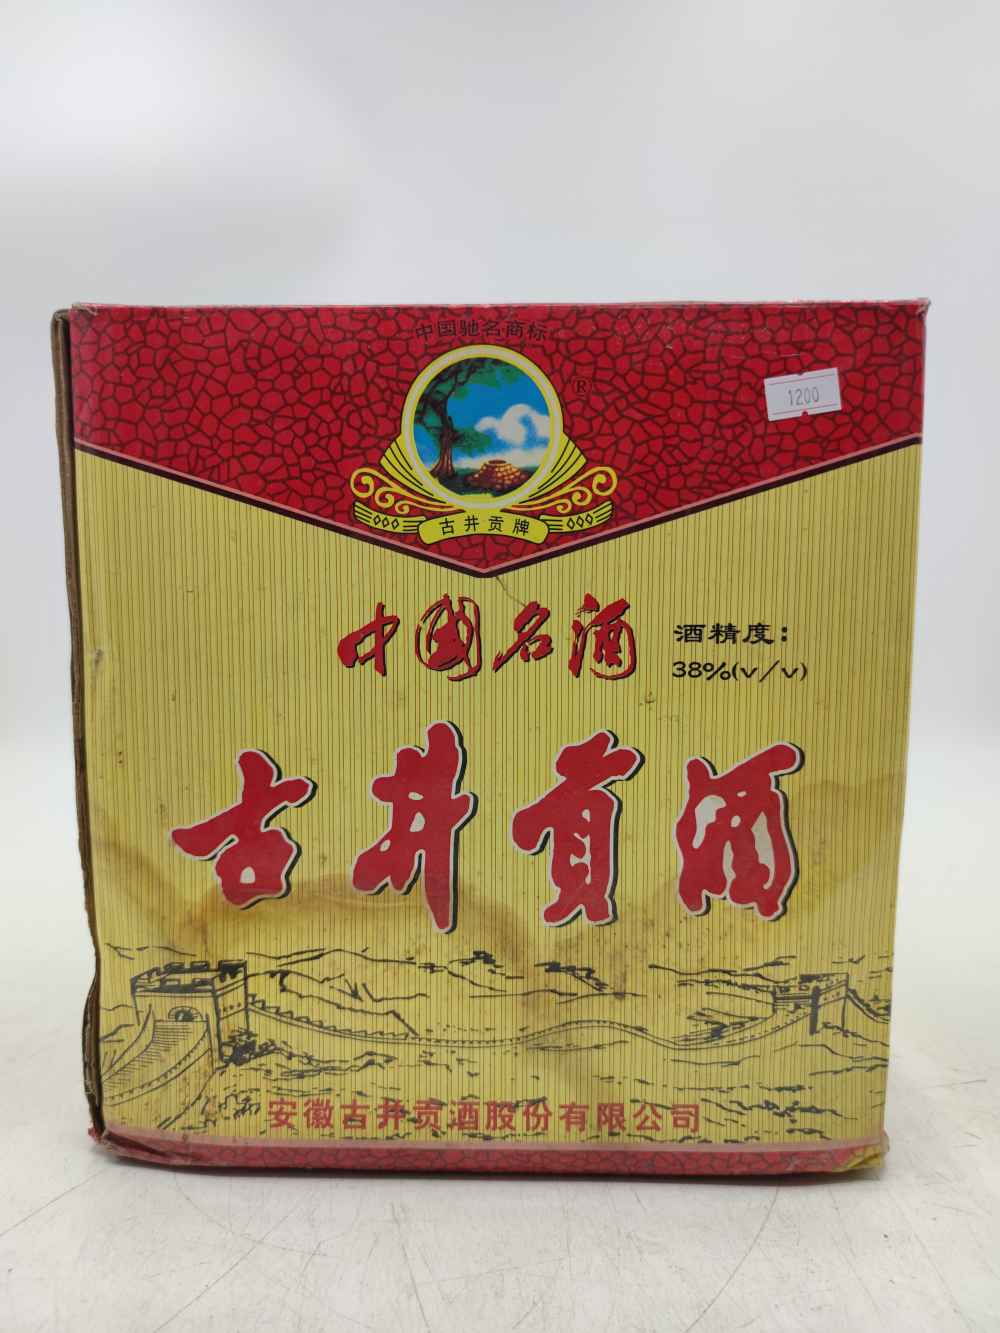 中国驰名商标
®
1200
古井贡牌
中國名酒
酒精度：
38%(v/v)
古井贡酒
安徽古井贡酒股份有限公司